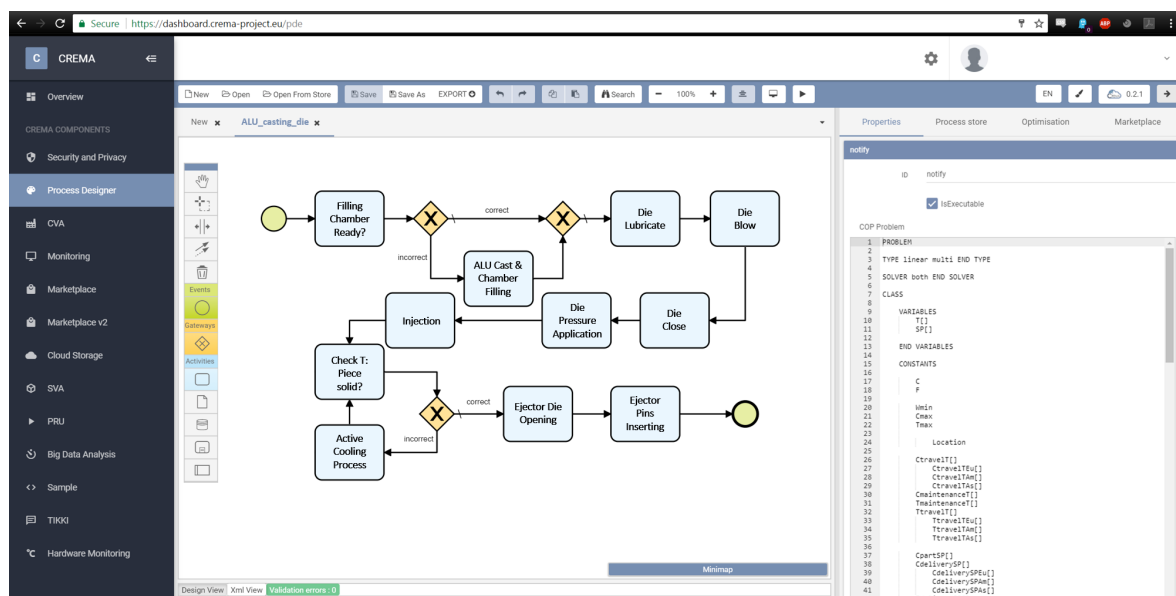 Secure | https://dashboard.crema-project.eu/pde
ABP
0
C CREMA
Overview
CREMA COMPONENTS
Security and Privacy
Process Designer
CVA
Monitoring
Marketplace
Marketplace v2
Cloud Storage
SVA
PRU
Big Data Analysis
Sample
TIKKI
°C Hardware Monitoring
New Open Open From Store Save Save As EXPORT Search 100% EN 0.2.1
New x ALU_casting_die x
Events
Gateways
Activities
Filling
Chamber
Ready?
X
correct
X
Die
Lubricate
Die
Blow
incorrect
ALU Cast &
Chamber
Filling
Injection
Die
Pressure
Application
Die
Close
Check T:
Piece
solid?
X
correct
Ejector Die
Opening
Ejector
Pins
Inserting
incorrect
Active
Cooling
Process
Minimap
Design View Xml View Validation errors : 0
Properties Process store Optimisation Marketplace
notify
ID notify
IsExecutable
COP Problem
1 PROBLEM
2
3 TYPE linear multi END TYPE
4
5 SOLVER both END SOLVER
6
7 CLASS
8
9 VARIABLES
10 T[]
11 SP[]
12
13 END VARIABLES
14
15 CONSTANTS
16
17 C
18 F
19
20 Wmin
21 Cmax
22 Tmax
23
24 Location
25
26 CtravelT[]
27 CtravelTEu[]
28 CtravelTAm[]
29 CtravelTAs[]
30 CmaintenanceT[]
31 TmaintenanceT[]
32 TtravelT[]
33 TtravelTEu[]
34 TtravelTAm[]
35 TtravelTAs[]
36
37 CpartSP[]
38 CdeliverySP[]
39 CdeliverySPEu[]
40 CdeliverySPAm[]
41 CdeliverySPAs[]